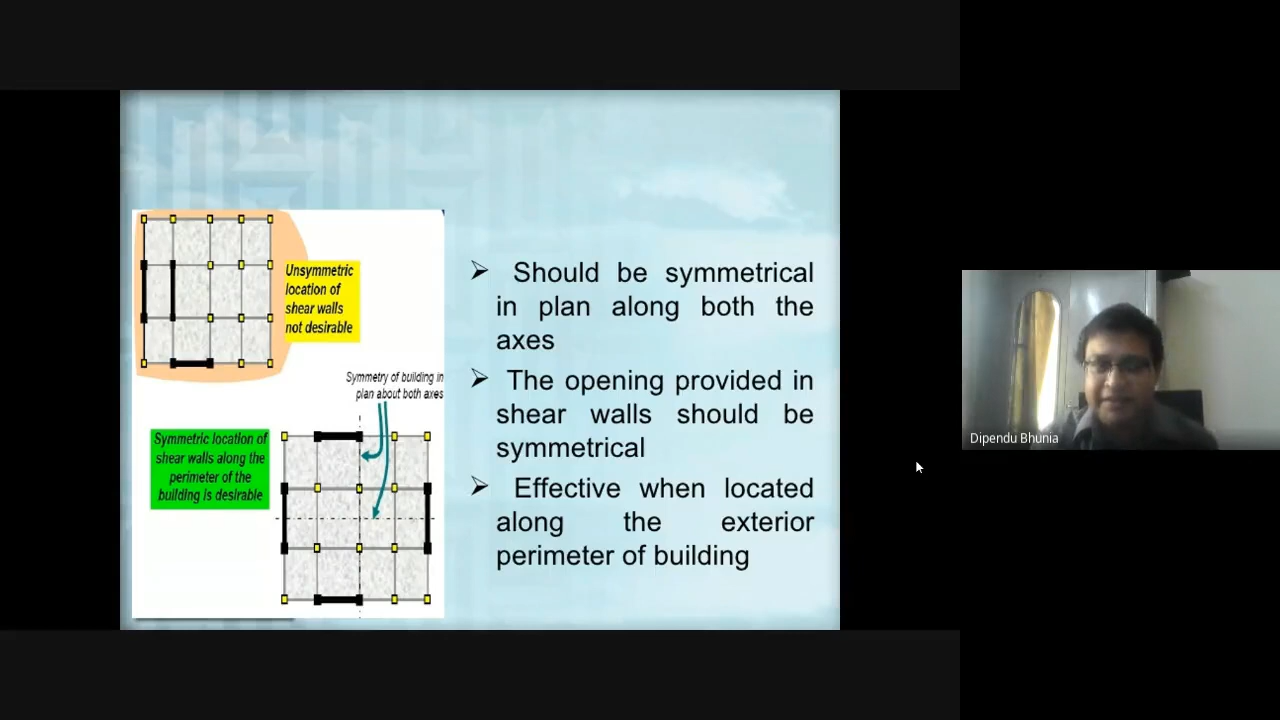 Unsymmetric
location of
shear walls
not desirable
Symmetry of building in
plan about both axes
Symmetric location of
shear walls along the
perimeter of the
building is desirable
➢ Should be symmetrical
in plan along both the
axes
➢ The opening provided in
shear walls should be
symmetrical
➢ Effective when located
along the exterior
perimeter of building
Dipendu Bhunia